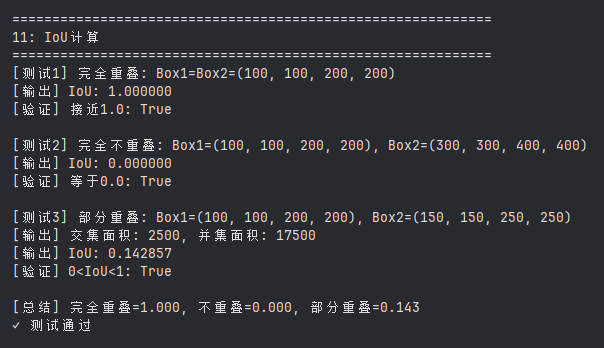 ============================================================
11: IoU计算
============================================================
[测试1] 完全重叠: Box1=Box2=(100, 100, 200, 200)
[输出] IoU: 1.000000
[验证] 接近1.0: True
[测试2] 完全不重叠: Box1=(100, 100, 200, 200), Box2=(300, 300, 400, 400)
[输出] IoU: 0.000000
[验证] 等于0.0: True
[测试3] 部分重叠: Box1=(100, 100, 200, 200), Box2=(150, 150, 250, 250)
[输出] 交集面积: 2500, 并集面积: 17500
[输出] IoU: 0.142857
[验证] 0<IoU<1: True
[总结] 完全重叠=1.000, 不重叠=0.000, 部分重叠=0.143
✓ 测试通过